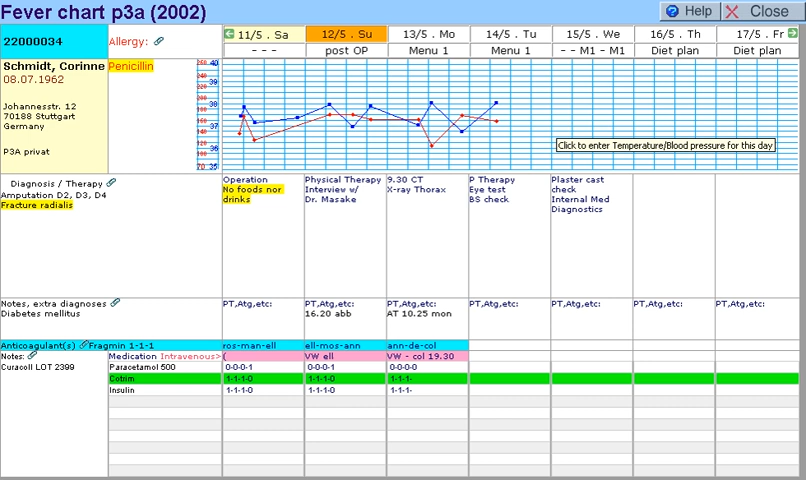 Fever chart p3a (2002)
Help
Close
22000034
Allergy:
11/5 . Sa
12/5 . Su
13/5 . Mo
14/5 . Tu
15/5 . We
16/5 . Th
17/5 . Fr
- - -
post OP
Menu 1
Menu 1
- - M1 - M1
Diet plan
Diet plan
Schmidt, Corinne
08.07.1962
Johannesstr. 12
70188 Stuttgart
Germany
P3A privat
Penicillin
40
39
38
160
37
36
35
70
Click to enter Temperature/Blood pressure for this day
Diagnosis / Therapy
Amputation D2, D3, D4
Fracture radialis
Operation
No foods nor
drinks
Physical Therapy
Interview w/
Dr. Masake
9.30 CT
X-ray Thorax
P Therapy
Eye test
BS check
Plaster cast
check
Internal Med
Diagnostics
Notes, extra diagnoses
Diabetes mellitus
PT,Atg,etc:
PT,Atg,etc:
16.20 abb
PT,Atg,etc:
AT 10.25 mon
PT,Atg,etc:
PT,Atg,etc:
PT,Atg,etc:
PT,Atg,etc:
Anticoagulant(s) Fragmin 1-1-1
ros-man-ell
ell-mos-ann
ann-de-col
Notes:
Medication Intravenous>
(
VW ell
VW - col 19.30
Curacoll LOT 2399
Paracetamol 500
0-0-0-1
0-0-0-1
0-0-0-0
Cotrim
1-1-1-0
1-1-1-0
1-1-1-
Insulin
1-1-1-0
1-1-1-0
1-1-1-